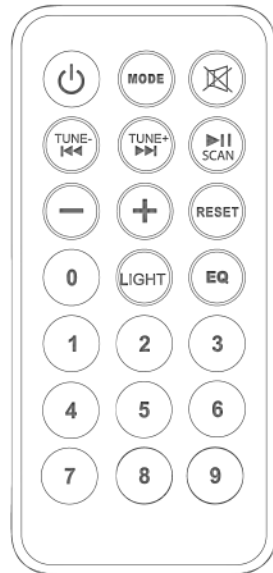 MODE
TUNE- TUNE+
SCAN
RESET
0 LIGHT EQ
1 2 3
4 5 6
7 8 9